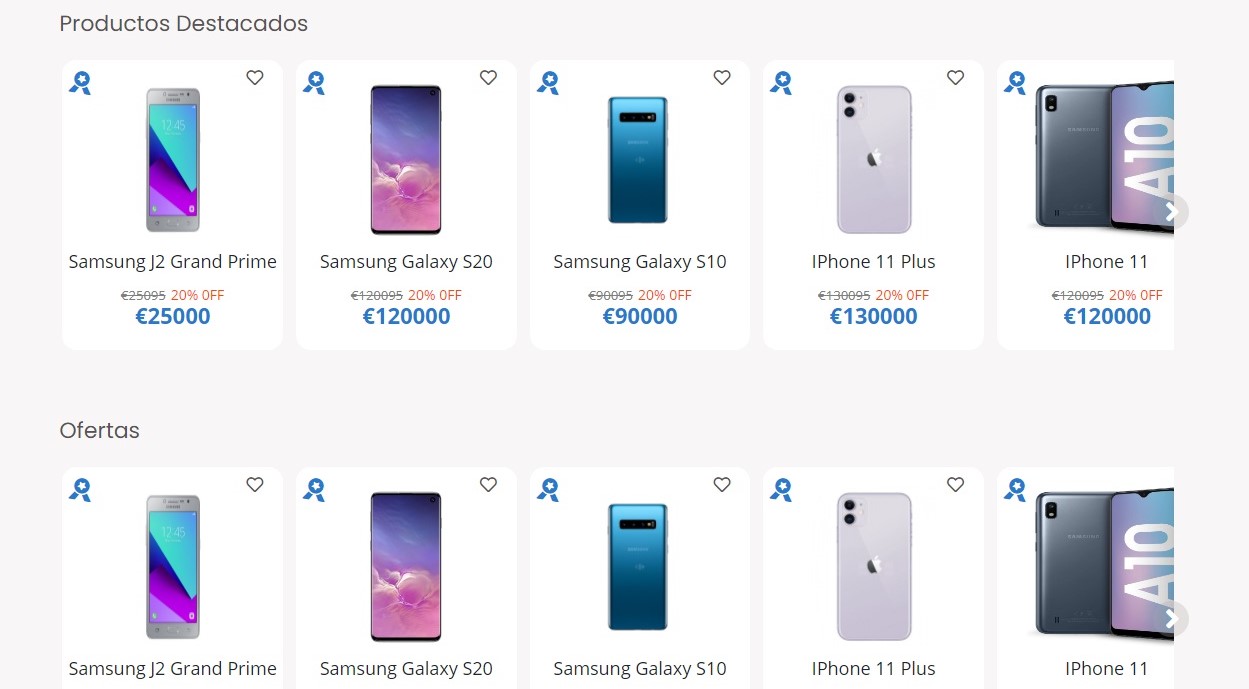 Productos Destacados
12:45
SAMSUNG
A10
Samsung J2 Grand Prime
Samsung Galaxy S20
Samsung Galaxy S10
IPhone 11 Plus
IPhone 11
€25095 20% OFF
€120095 20% OFF
€90095 20% OFF
€130095 20% OFF
€120095 20% OFF
€25000
€120000
€90000
€130000
€120000
Ofertas
12:45
SAMSUNG
A10
Samsung J2 Grand Prime
Samsung Galaxy S20
Samsung Galaxy S10
IPhone 11 Plus
IPhone 11